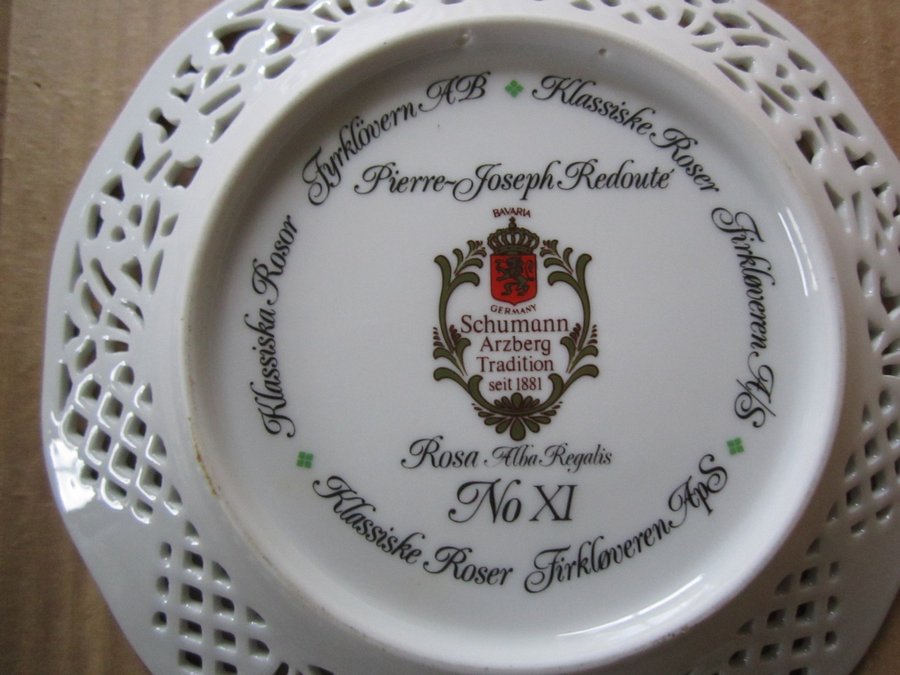 Klassiska Rosor Fyrklövern AB
Klassiske Roser Firkløveren A/S
Klassiske Roser Firkløveren ApS
Pierre-Joseph Redouté
BAVARIA
GERMANY
Schumann
Arzberg
Tradition
seit 1881
Rosa Alba Regalis
No XI